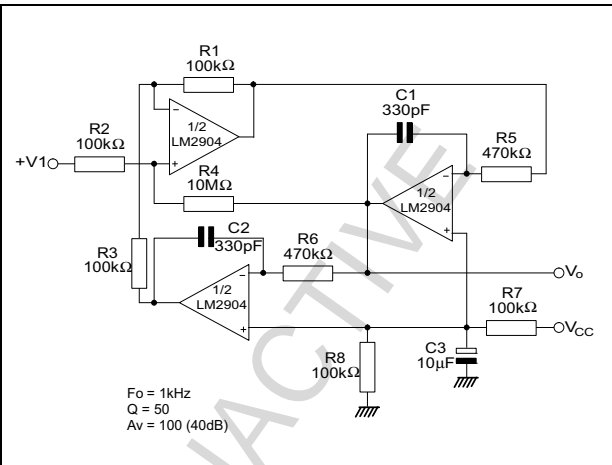 R1
100kΩ
1/2
LM2904
R2
100kΩ
+V1
R4
10MΩ
C1
330pF
R5
470kΩ
1/2
LM2904
R3
100kΩ
C2
330pF
R6
470kΩ
1/2
LM2904
Vo
R7
100kΩ
VCC
C3
10µF
R8
100kΩ
Fo = 1kHz
Q = 50
Av = 100 (40dB)
- +
- +
- +
INACTIVE